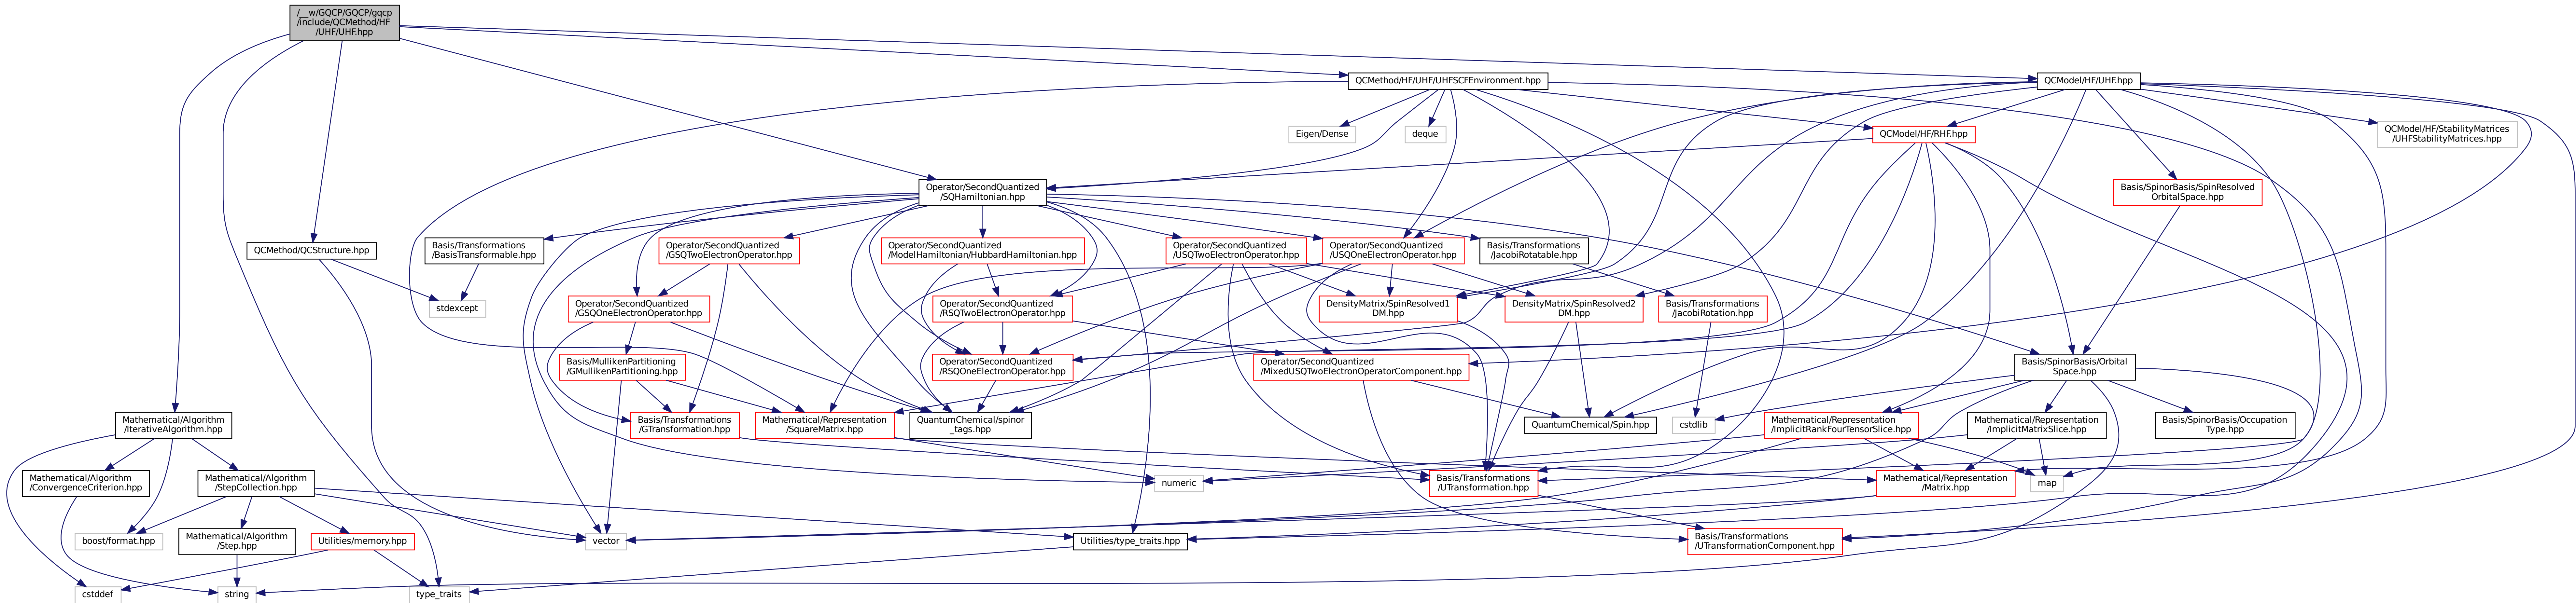 /__w/GQCP/GQCP/gqcp
/include/QCMethod/HF
/UHF/UHF.hpp
QCMethod/HF/UHF/UHFSCFEnvironment.hpp
QCModel/HF/UHF.hpp
Eigen/Dense
deque
QCModel/HF/RHF.hpp
QCModel/HF/StabilityMatrices
/UHFStabilityMatrices.hpp
Operator/SecondQuantized
/SQHamiltonian.hpp
Basis/SpinorBasis/SpinResolved
OrbitalSpace.hpp
QCMethod/QCStructure.hpp
Basis/Transformations
/BasisTransformable.hpp
Operator/SecondQuantized
/GSQTwoElectronOperator.hpp
Operator/SecondQuantized
/ModelHamiltonian/HubbardHamiltonian.hpp
Operator/SecondQuantized
/USQTwoElectronOperator.hpp
Operator/SecondQuantized
/USQOneElectronOperator.hpp
Basis/Transformations
/JacobiRotatable.hpp
stdexcept
Operator/SecondQuantized
/GSQOneElectronOperator.hpp
Operator/SecondQuantized
/RSQTwoElectronOperator.hpp
DensityMatrix/SpinResolved1
DM.hpp
DensityMatrix/SpinResolved2
DM.hpp
Basis/Transformations
/JacobiRotation.hpp
Basis/MullikenPartitioning
/GMullikenPartitioning.hpp
Operator/SecondQuantized
/RSQOneElectronOperator.hpp
Operator/SecondQuantized
/MixedUSQTwoElectronOperatorComponent.hpp
Basis/SpinorBasis/Orbital
Space.hpp
Mathematical/Algorithm
/IterativeAlgorithm.hpp
Basis/Transformations
/GTransformation.hpp
Mathematical/Representation
/SquareMatrix.hpp
QuantumChemical/spinor
_tags.hpp
QuantumChemical/Spin.hpp
cstdlib
Mathematical/Representation
/ImplicitRankFourTensorSlice.hpp
Mathematical/Representation
/ImplicitMatrixSlice.hpp
Basis/SpinorBasis/Occupation
Type.hpp
Mathematical/Algorithm
/ConvergenceCriterion.hpp
Mathematical/Algorithm
/StepCollection.hpp
numeric
Basis/Transformations
/UTransformation.hpp
Mathematical/Representation
/Matrix.hpp
map
boost/format.hpp
Mathematical/Algorithm
/Step.hpp
Utilities/memory.hpp
vector
Utilities/type_traits.hpp
Basis/Transformations
/UTransformationComponent.hpp
cstddef
string
type_traits